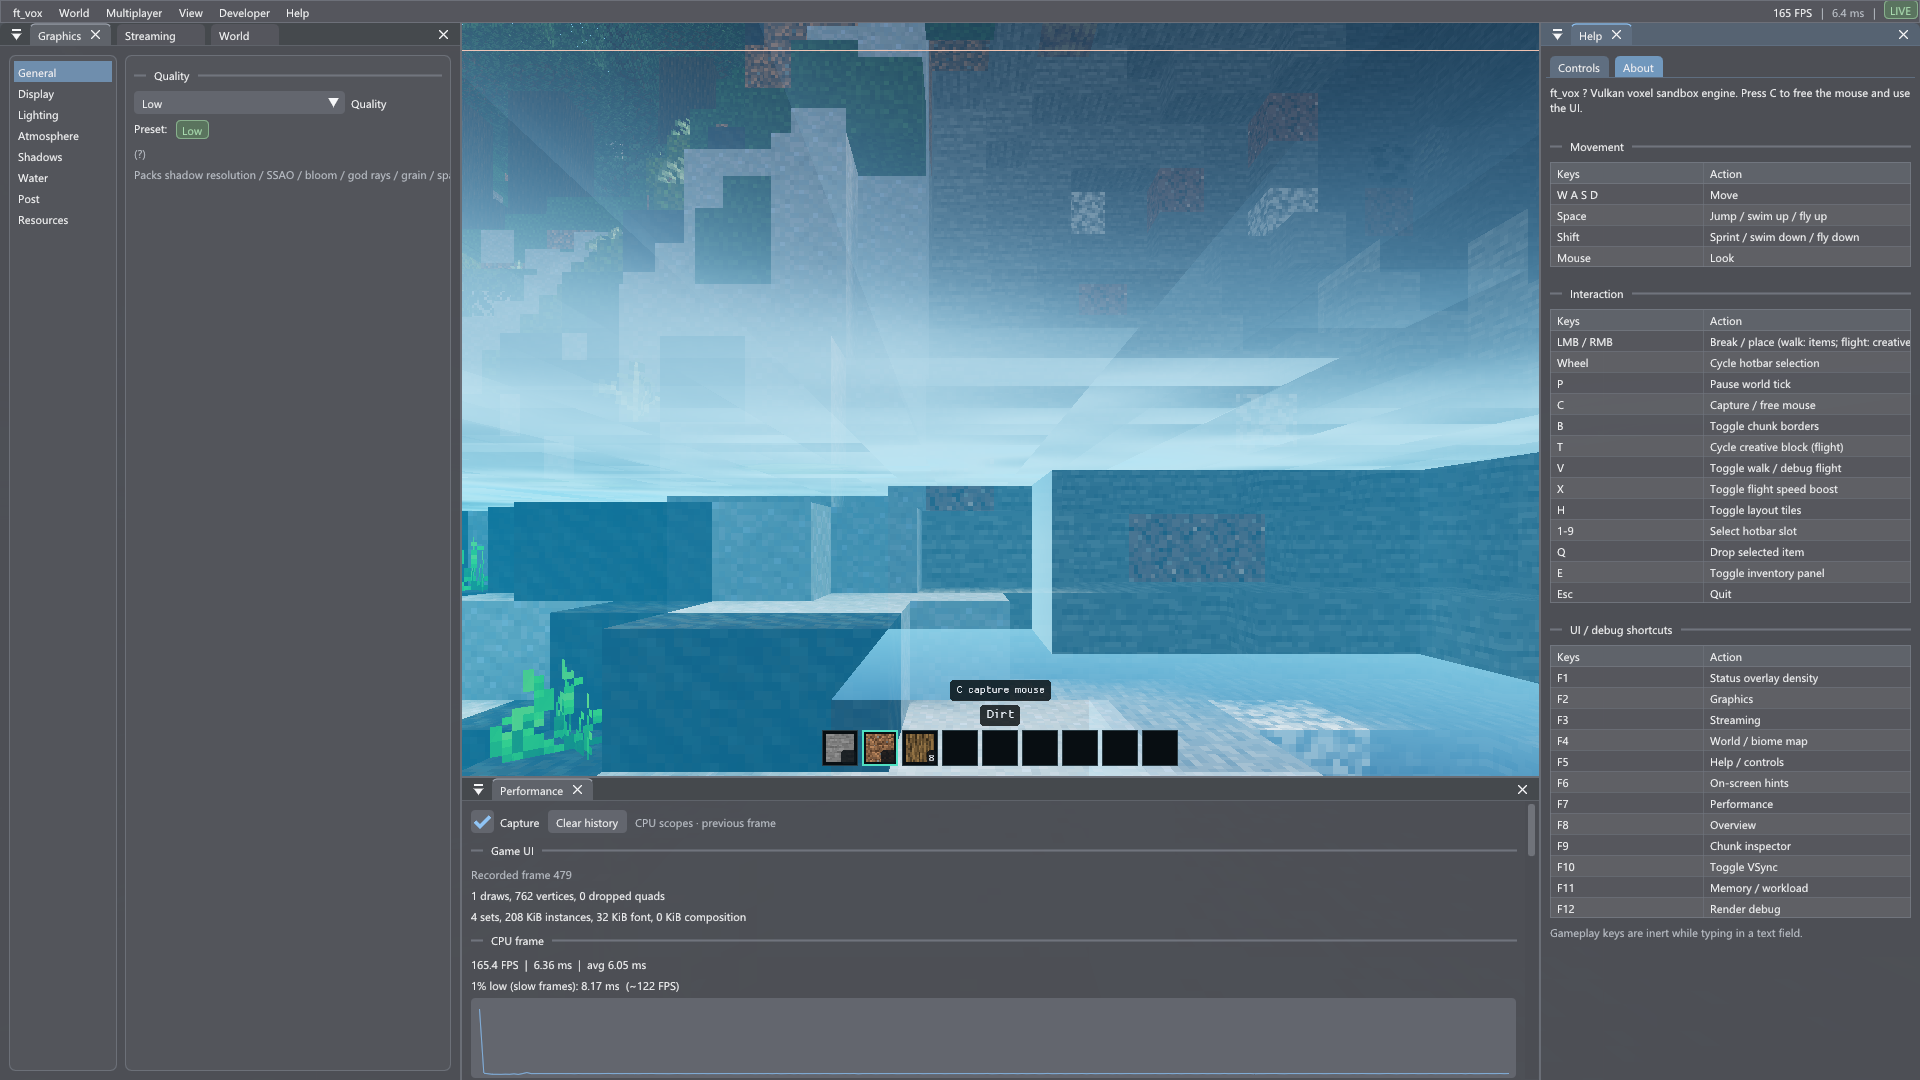 ft_vox World Multiplayer View Developer Help
165 FPS | 6.4 ms | LIVE
Graphics Streaming World
General
Display
Lighting
Atmosphere
Shadows
Water
Post
Resources
Quality
Low Quality
Preset: Low
(?)
Packs shadow resolution / SSAO / bloom / god rays / grain / spa
C capture mouse
Dirt
8
Performance
Capture Clear history CPU scopes · previous frame
Game UI
Recorded frame 479
1 draws, 762 vertices, 0 dropped quads
4 sets, 208 KiB instances, 32 KiB font, 0 KiB composition
CPU frame
165.4 FPS | 6.36 ms | avg 6.05 ms
1% low (slow frames): 8.17 ms (~122 FPS)
Help
Controls About
ft_vox ? Vulkan voxel sandbox engine. Press C to free the mouse and use
the UI.
Movement
Keys Action
W A S D Move
Space Jump / swim up / fly up
Shift Sprint / swim down / fly down
Mouse Look
Interaction
Keys Action
LMB / RMB Break / place (walk: items; flight: creative
Wheel Cycle hotbar selection
P Pause world tick
C Capture / free mouse
B Toggle chunk borders
T Cycle creative block (flight)
V Toggle walk / debug flight
X Toggle flight speed boost
H Toggle layout tiles
1-9 Select hotbar slot
Q Drop selected item
E Toggle inventory panel
Esc Quit
UI / debug shortcuts
Keys Action
F1 Status overlay density
F2 Graphics
F3 Streaming
F4 World / biome map
F5 Help / controls
F6 On-screen hints
F7 Performance
F8 Overview
F9 Chunk inspector
F10 Toggle VSync
F11 Memory / workload
F12 Render debug
Gameplay keys are inert while typing in a text field.